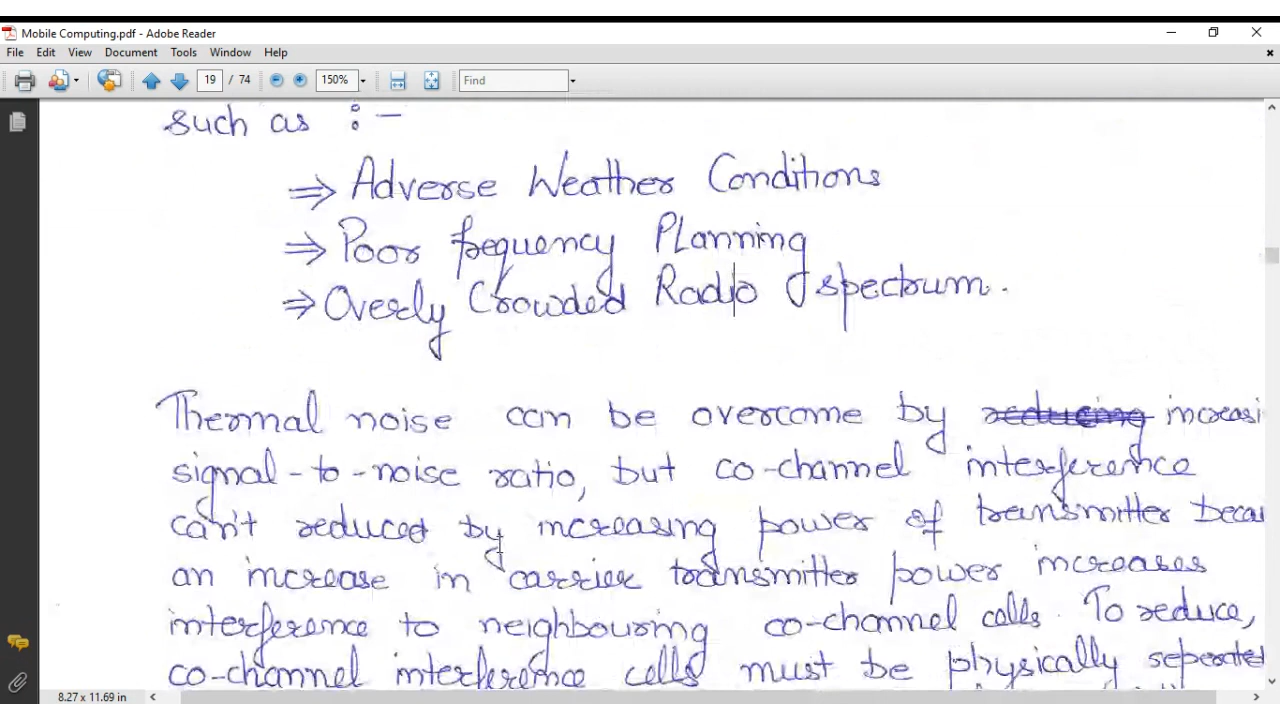 Mobile Computing.pdf - Adobe Reader
File Edit View Document Tools Window Help
19 / 74 150% Find
such as :-
⇒ Adverse Weather Conditions
⇒ Poor frequency Planning
⇒ Overly Crowded Radio spectrum.
Thermal noise can be overcome by reducing increasi
signal-to-noise ratio, but co-channel interference
can't reduced by increasing power of transmitter becau
an increase in carrier transmitter power increases
interference to neighbouring co-channel calls. To reduce,
co-channel interference cells must be physically seperated
8.27 x 11.69 in